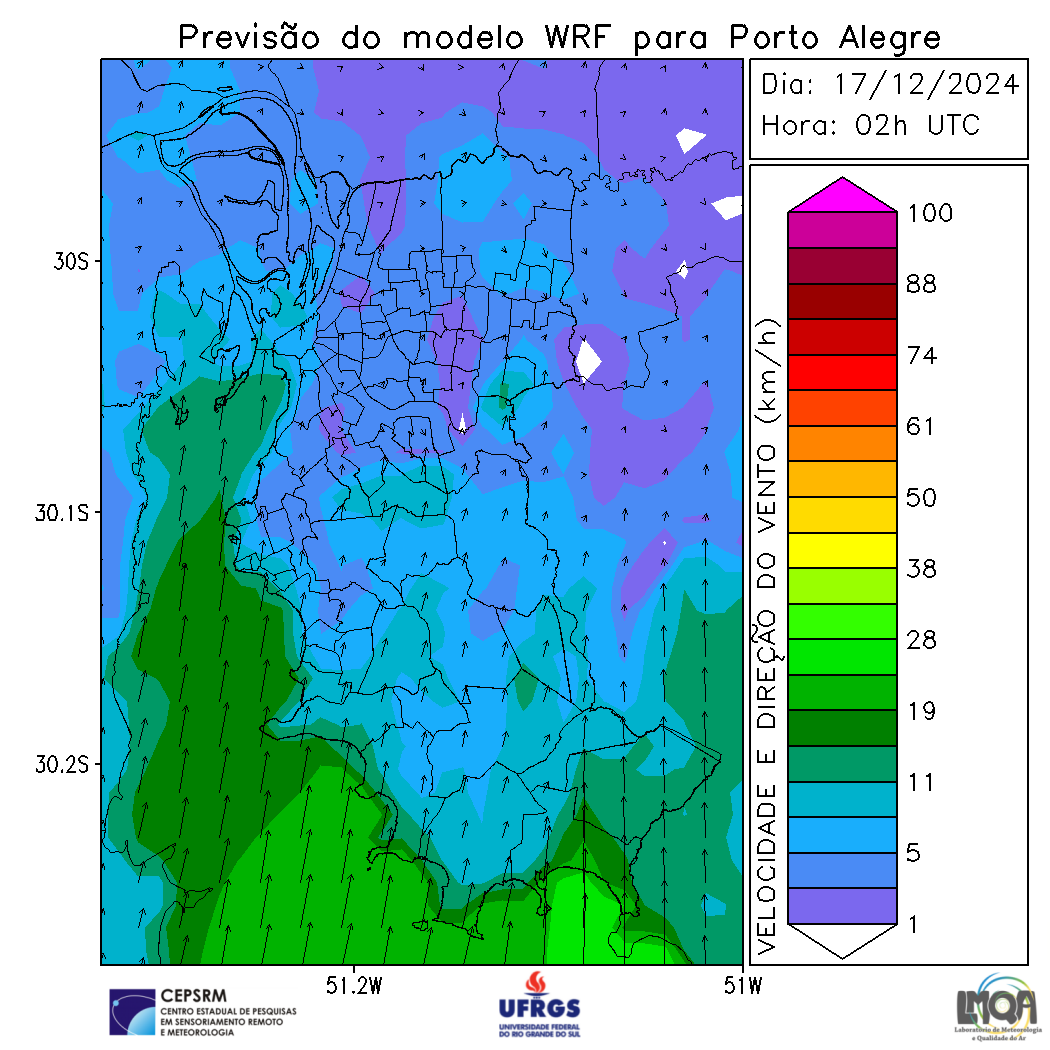 Previsão do modelo WRF para Porto Alegre
Dia: 17/12/2024
Hora: 02h UTC
30S
30.1S
30.2S
51.2W
51W
VELOCIDADE E DIREÇÃO DO VENTO (km/h)
100
88
74
61
50
38
28
19
11
5
1
CEPSRM
CENTRO ESTADUAL DE PESQUISAS
EM SENSORIAMENTO REMOTO
E METEOROLOGIA
UFRGS
UNIVERSIDADE FEDERAL
DO RIO GRANDE DO SUL
LMQA
Laboratório de Meteorologia
e Qualidade do Ar